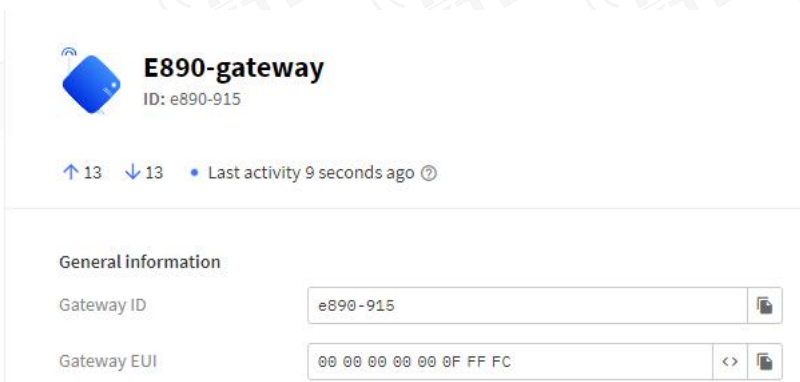 E890-gateway
ID: e890-915
13 13 Last activity 9 seconds ago
General information
Gateway ID e890-915
Gateway EUI 00 00 00 00 00 0F FF FC